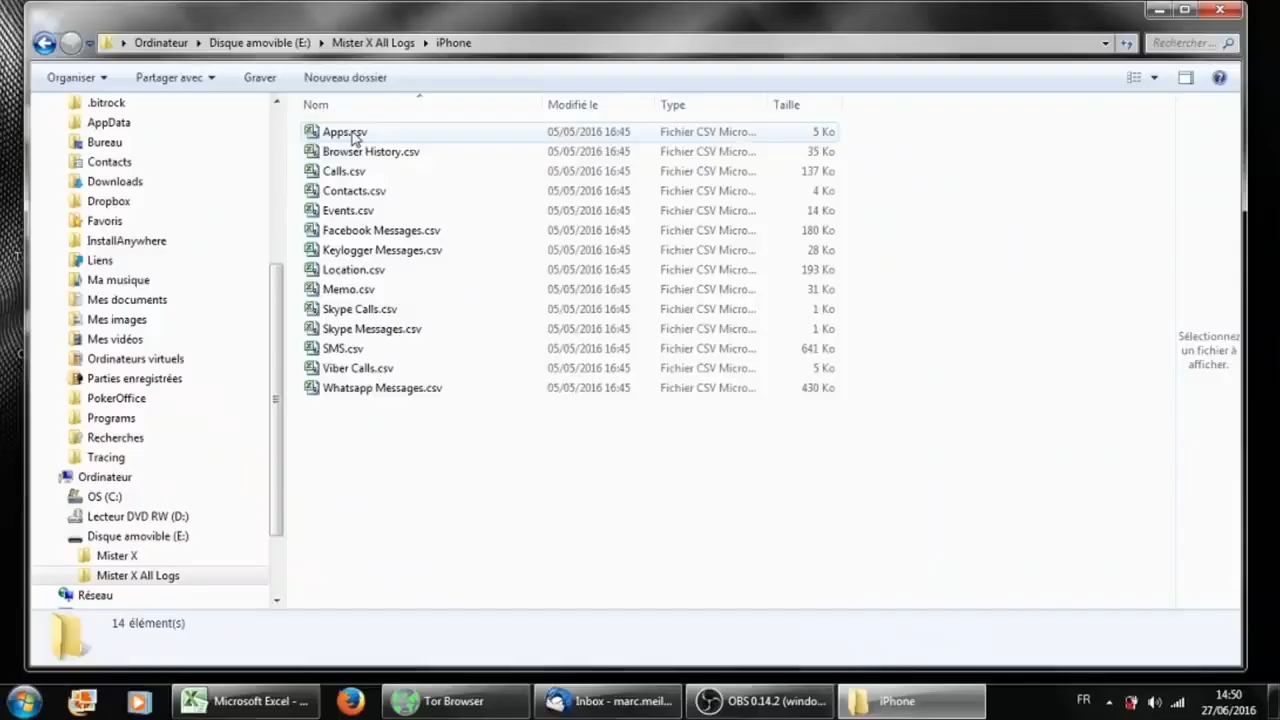 Ordinateur
Disque amovible (E:)
Mister X All Logs
iPhone
Rechercher ...
Organiser
Partager avec
Graver
Nouveau dossier
.bitrock
AppData
Bureau
Contacts
Downloads
Dropbox
Favoris
InstallAnywhere
Liens
Ma musique
Mes documents
Mes images
Mes vidéos
Ordinateurs virtuels
Parties enregistrées
PokerOffice
Programs
Recherches
Tracing
Ordinateur
OS (C:)
Lecteur DVD RW (D:)
Disque amovible (E:)
Mister X
Mister X All Logs
Réseau
Nom Modifié le Type Taille
Apps.csv 05/05/2016 16:45 Fichier CSV Micro... 5 Ko
Browser History.csv 05/05/2016 16:45 Fichier CSV Micro... 35 Ko
Calls.csv 05/05/2016 16:45 Fichier CSV Micro... 137 Ko
Contacts.csv 05/05/2016 16:45 Fichier CSV Micro... 4 Ko
Events.csv 05/05/2016 16:45 Fichier CSV Micro... 14 Ko
Facebook Messages.csv 05/05/2016 16:45 Fichier CSV Micro... 180 Ko
Keylogger Messages.csv 05/05/2016 16:45 Fichier CSV Micro... 28 Ko
Location.csv 05/05/2016 16:45 Fichier CSV Micro... 193 Ko
Memo.csv 05/05/2016 16:45 Fichier CSV Micro... 31 Ko
Skype Calls.csv 05/05/2016 16:45 Fichier CSV Micro... 1 Ko
Skype Messages.csv 05/05/2016 16:45 Fichier CSV Micro... 1 Ko
SMS.csv 05/05/2016 16:45 Fichier CSV Micro... 641 Ko
Viber Calls.csv 05/05/2016 16:45 Fichier CSV Micro... 5 Ko
Whatsapp Messages.csv 05/05/2016 16:45 Fichier CSV Micro... 430 Ko
Sélectionnez
un fichier à
afficher.
14 élément(s)
Microsoft Excel - ...
Tor Browser
Inbox - marc.meil...
OBS 0.14.2 (windo...
iPhone
FR
14:50
27/06/2016